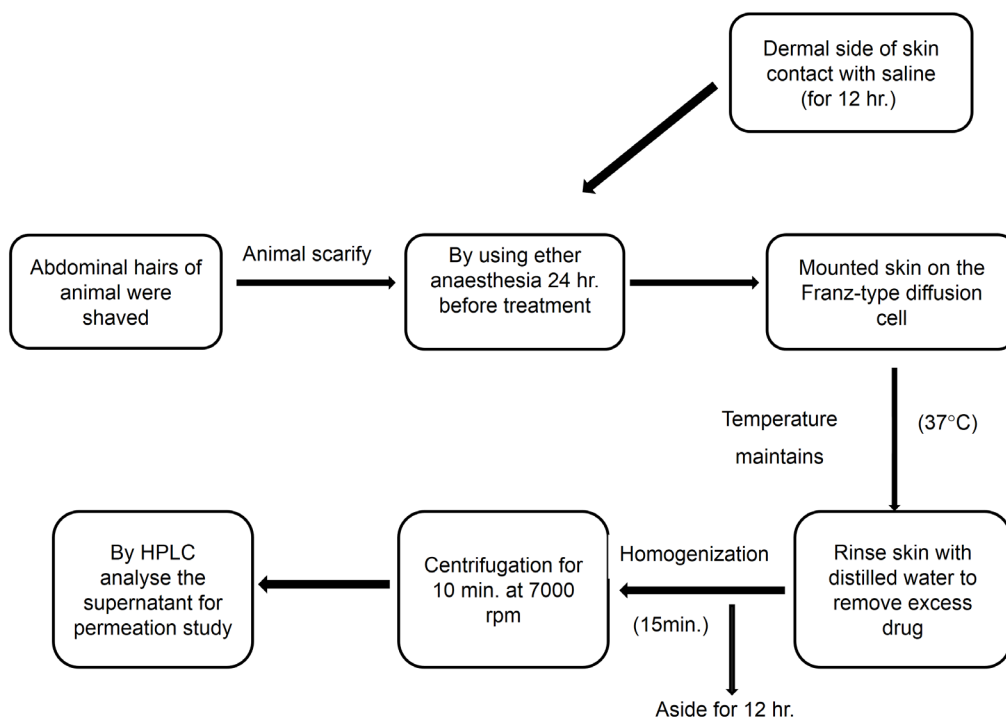 Dermal side of skin
contact with saline
(for 12 hr.)
Abdominal hairs of
animal were
shaved
Animal scarify
By using ether
anaesthesia 24 hr.
before treatment
Mounted skin on the
Franz-type diffusion
cell
Temperature
maintains
(37°C)
Rinse skin with
distilled water to
remove excess
drug
Homogenization
(15min.)
Aside for 12 hr.
Centrifugation for
10 min. at 7000
rpm
By HPLC
analyse the
supernatant for
permeation study